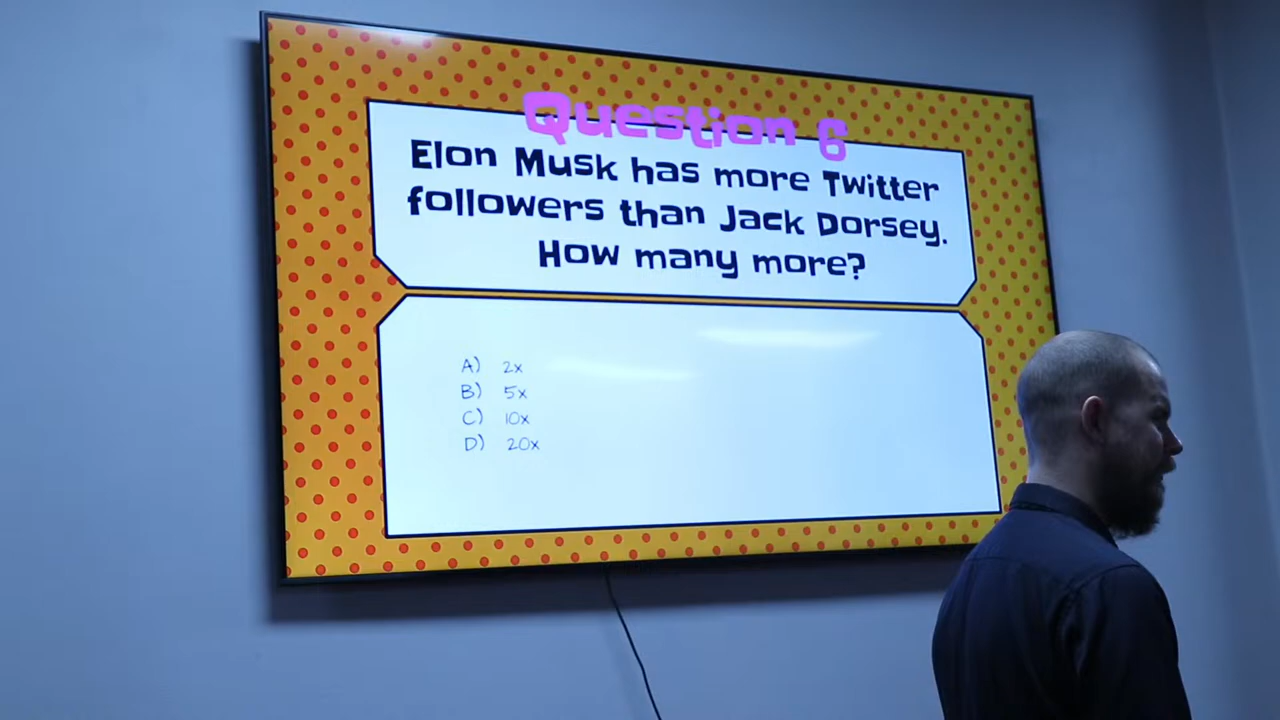 Question 6
Elon Musk has more Twitter
followers than Jack Dorsey.
How many more?
A) 2x
B) 5x
C) 10x
D) 20x